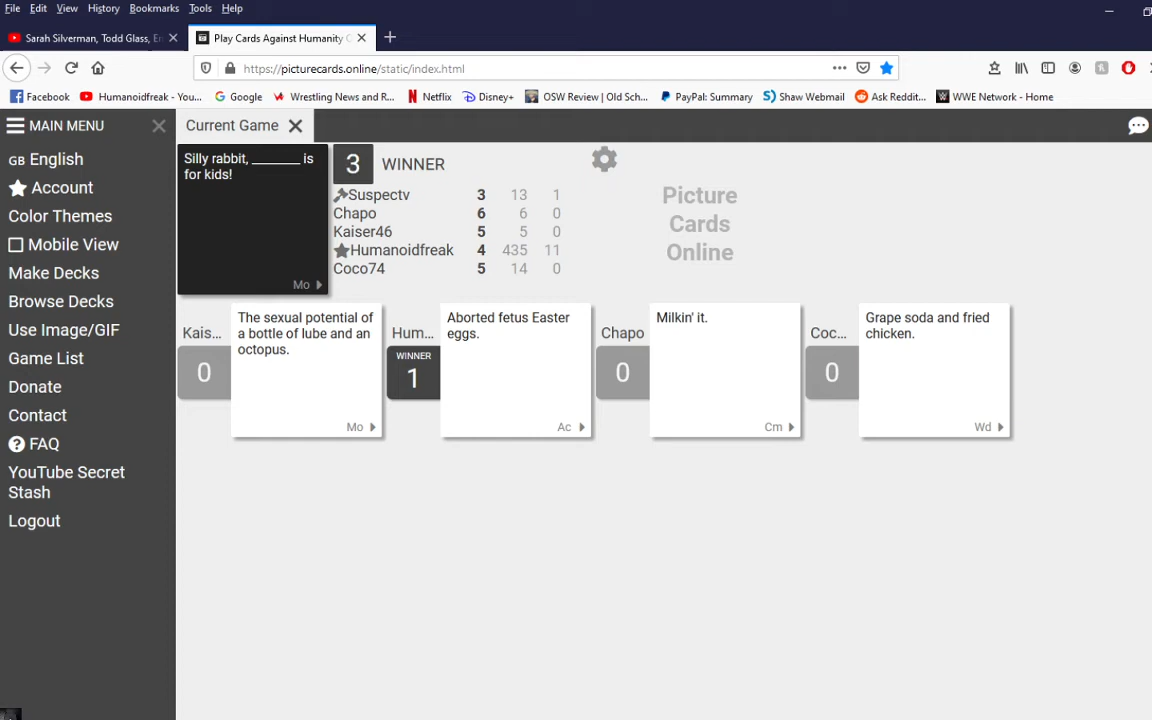 File Edit View History Bookmarks Tools Help
Sarah Silverman, Todd Glass, En
Play Cards Against Humanity O
https://picturecards.online/static/index.html
Facebook
Humanoidfreak - You...
Google
Wrestling News and R...
Netflix
Disney+
OSW Review | Old Sch...
PayPal: Summary
Shaw Webmail
Ask Reddit...
WWE Network - Home
MAIN MENU
Current Game
GB English
Account
Color Themes
Mobile View
Make Decks
Browse Decks
Use Image/GIF
Game List
Donate
Contact
FAQ
YouTube Secret
Stash
Logout
Silly rabbit, _______ is
for kids!
Mo
3 WINNER
Suspectv 3 13 1
Chapo 6 6 0
Kaiser46 5 5 0
Humanoidfreak 4 435 11
Coco74 5 14 0
Picture
Cards
Online
Kais...
0
The sexual potential of
a bottle of lube and an
octopus.
Mo
Hum...
WINNER
1
Aborted fetus Easter
eggs.
Ac
Chapo
0
Milkin' it.
Cm
Coc...
0
Grape soda and fried
chicken.
Wd